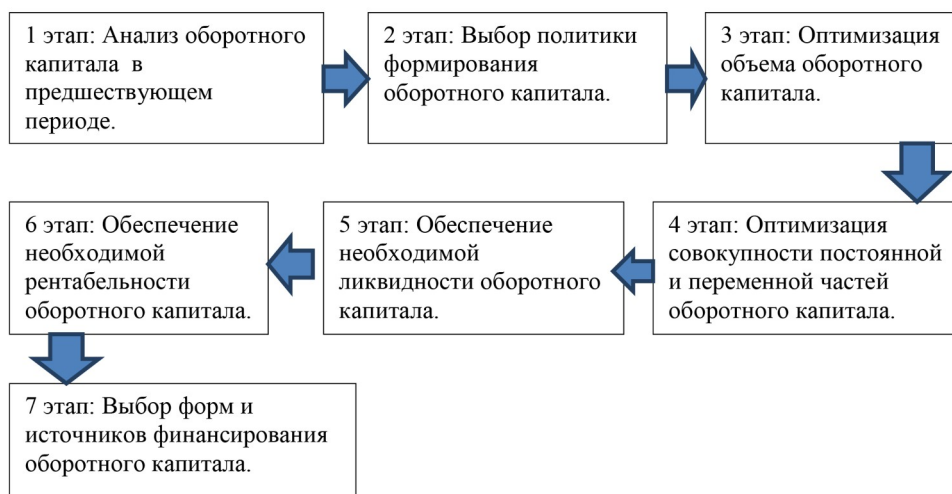 1 этап: Анализ оборотного
капитала  в
предшествующем
периоде.
2 этап: Выбор политики
формирования
оборотного капитала.
3 этап: Оптимизация
объема оборотного
капитала.
6 этап: Обеспечение
необходимой
рентабельности
оборотного капитала.
5 этап: Обеспечение
необходимой
ликвидности оборотного
капитала.
4 этап: Оптимизация
совокупности постоянной
и переменной частей
оборотного капитала.
7 этап: Выбор форм и
источников финансирования
оборотного капитала.